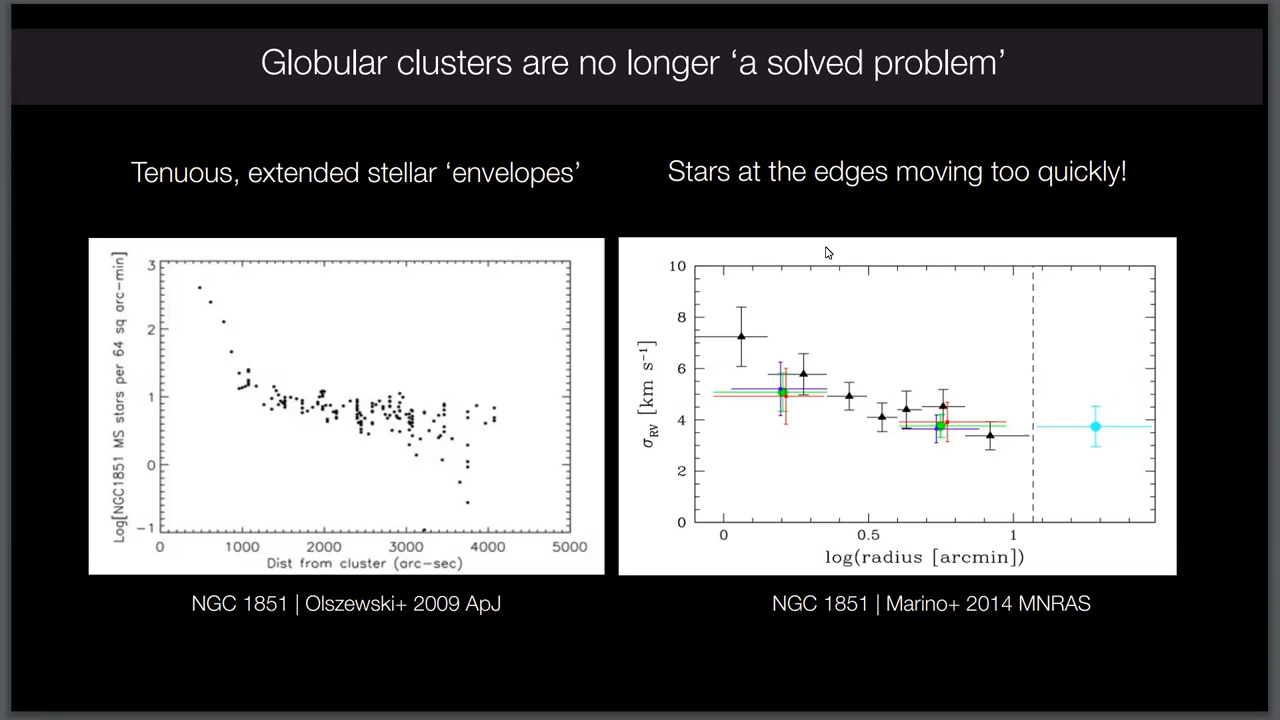 Globular clusters are no longer ‘a solved problem’
Tenuous, extended stellar ‘envelopes’
Stars at the edges moving too quickly!
Log[NGC1851 MS stars per 64 sq arc-min]
3
2
1
0
-1
0 1000 2000 3000 4000 5000
Dist from cluster (arc-sec)
σRV [km s⁻¹]
10
8
6
4
2
0
0 0.5 1
log(radius [arcmin])
NGC 1851 | Olszewski+ 2009 ApJ
NGC 1851 | Marino+ 2014 MNRAS